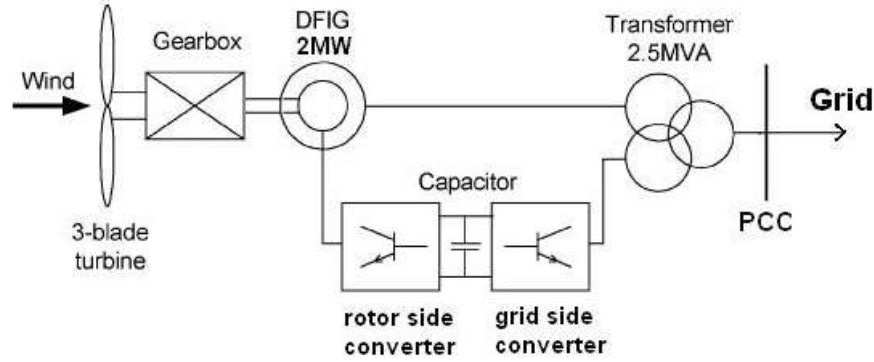 DFIG
2MW
Transformer
2.5MVA
Gearbox
Wind
Grid
Capacitor
PCC
3-blade
turbine
rotor side
converter
grid side
converter